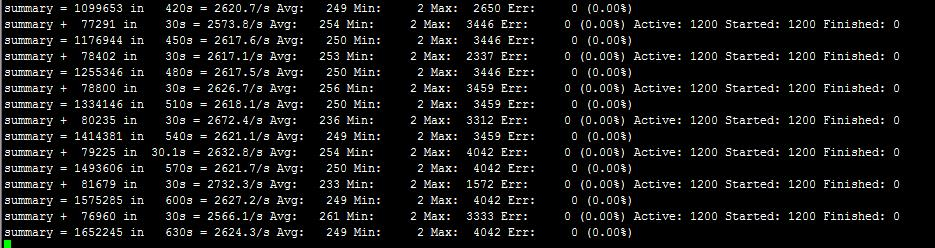 summary = 1099653 in    420s = 2620.7/s Avg:   249 Min:     2 Max:  2650 Err:     0 (0.00%)
summary +  77291 in     30s = 2573.8/s Avg:   254 Min:     2 Max:  3446 Err:     0 (0.00%) Active: 1200 Started: 1200 Finished: 0
summary = 1176944 in    450s = 2617.6/s Avg:   250 Min:     2 Max:  3446 Err:     0 (0.00%)
summary +  78402 in     30s = 2617.1/s Avg:   253 Min:     2 Max:  2337 Err:     0 (0.00%) Active: 1200 Started: 1200 Finished: 0
summary = 1255346 in    480s = 2617.5/s Avg:   250 Min:     2 Max:  3446 Err:     0 (0.00%)
summary +  78800 in     30s = 2626.7/s Avg:   256 Min:     2 Max:  3459 Err:     0 (0.00%) Active: 1200 Started: 1200 Finished: 0
summary = 1334146 in    510s = 2618.1/s Avg:   250 Min:     2 Max:  3459 Err:     0 (0.00%)
summary +  80235 in     30s = 2672.4/s Avg:   236 Min:     2 Max:  3312 Err:     0 (0.00%) Active: 1200 Started: 1200 Finished: 0
summary = 1414381 in    540s = 2621.1/s Avg:   249 Min:     2 Max:  3459 Err:     0 (0.00%)
summary +  79225 in   30.1s = 2632.8/s Avg:   254 Min:     2 Max:  4042 Err:     0 (0.00%) Active: 1200 Started: 1200 Finished: 0
summary = 1493606 in    570s = 2621.7/s Avg:   250 Min:     2 Max:  4042 Err:     0 (0.00%)
summary +  81679 in     30s = 2732.3/s Avg:   233 Min:     2 Max:  1572 Err:     0 (0.00%) Active: 1200 Started: 1200 Finished: 0
summary = 1575285 in    600s = 2627.2/s Avg:   249 Min:     2 Max:  4042 Err:     0 (0.00%)
summary +  76960 in     30s = 2566.1/s Avg:   261 Min:     2 Max:  3333 Err:     0 (0.00%) Active: 1200 Started: 1200 Finished: 0
summary = 1652245 in    630s = 2624.3/s Avg:   249 Min:     2 Max:  4042 Err:     0 (0.00%)